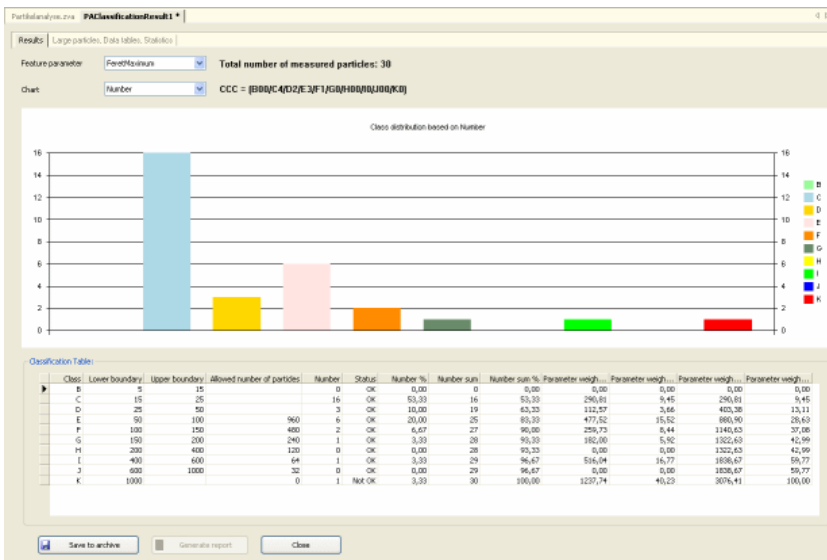 Partikelanalyse.zva PAClassificationResult1 *
Results Large particles, Data tables, Statistics
Feature parameter FeretMaximum Total number of measured particles: 30
Chart Number CCC = [B00/C4/D2/E3/F1/G0/H00/I0/J00/K0]
Class distribution based on Number
16 16
14 14
12 12
10 10
8 8
6 6
4 4
2 2
0 0
B
C
D
E
F
G
H
I
J
K
Classification Table:
Class Lower boundary Upper boundary Allowed number of particles Number Status Number % Number sum Number sum % Parameter weigh... Parameter weigh... Parameter weigh... Parameter weigh...
B 5 15 0 OK 0,00 0 0,00 0,00 0,00 0,00 0,00
C 15 25 16 OK 53,33 16 53,33 290,81 9,45 290,81 9,45
D 25 50 3 OK 10,00 19 63,33 112,57 3,66 403,38 13,11
E 50 100 960 6 OK 20,00 25 83,33 477,52 15,52 880,90 28,63
F 100 150 480 2 OK 6,67 27 90,00 259,73 8,44 1140,63 37,08
G 150 200 240 1 OK 3,33 28 93,33 182,00 5,92 1322,63 42,99
H 200 400 120 0 OK 0,00 28 93,33 0,00 0,00 1322,63 42,99
I 400 600 64 1 OK 3,33 29 96,67 516,04 16,77 1838,67 59,77
J 600 1000 32 0 OK 0,00 29 96,67 0,00 0,00 1838,67 59,77
K 1000 0 1 Not OK 3,33 30 100,00 1237,74 40,23 3076,41 100,00
Save to archive Generate report Close